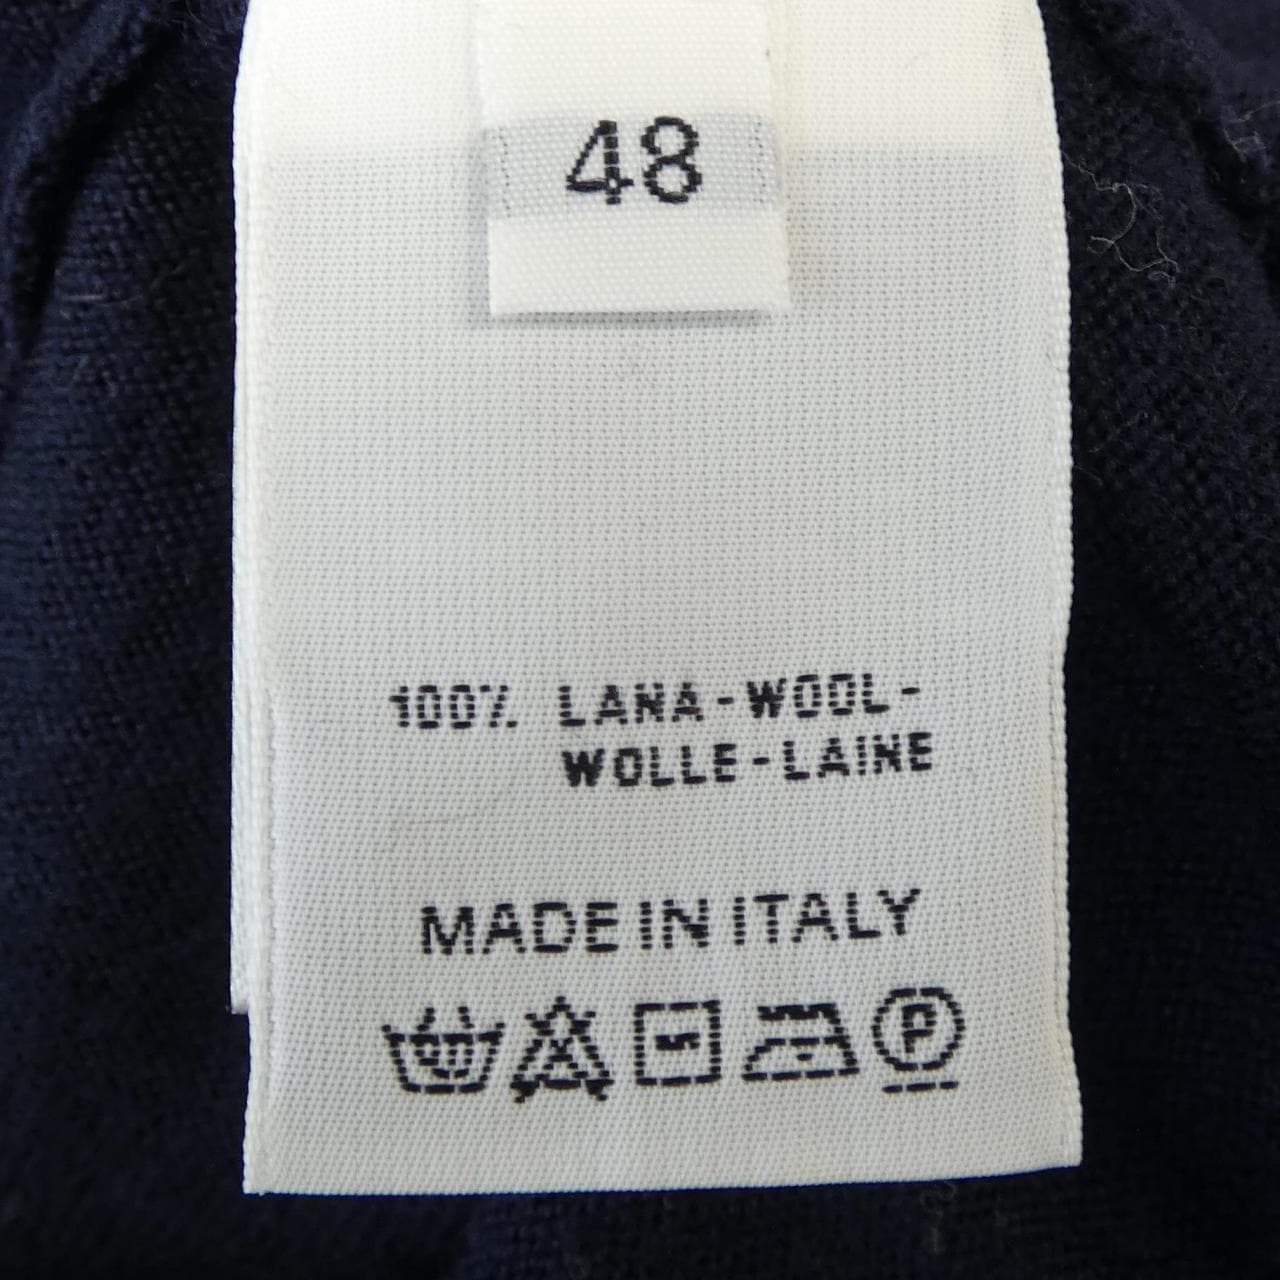 48
100% LANA-WOOL-
WOLLE-LAINE
MADE IN ITALY
P